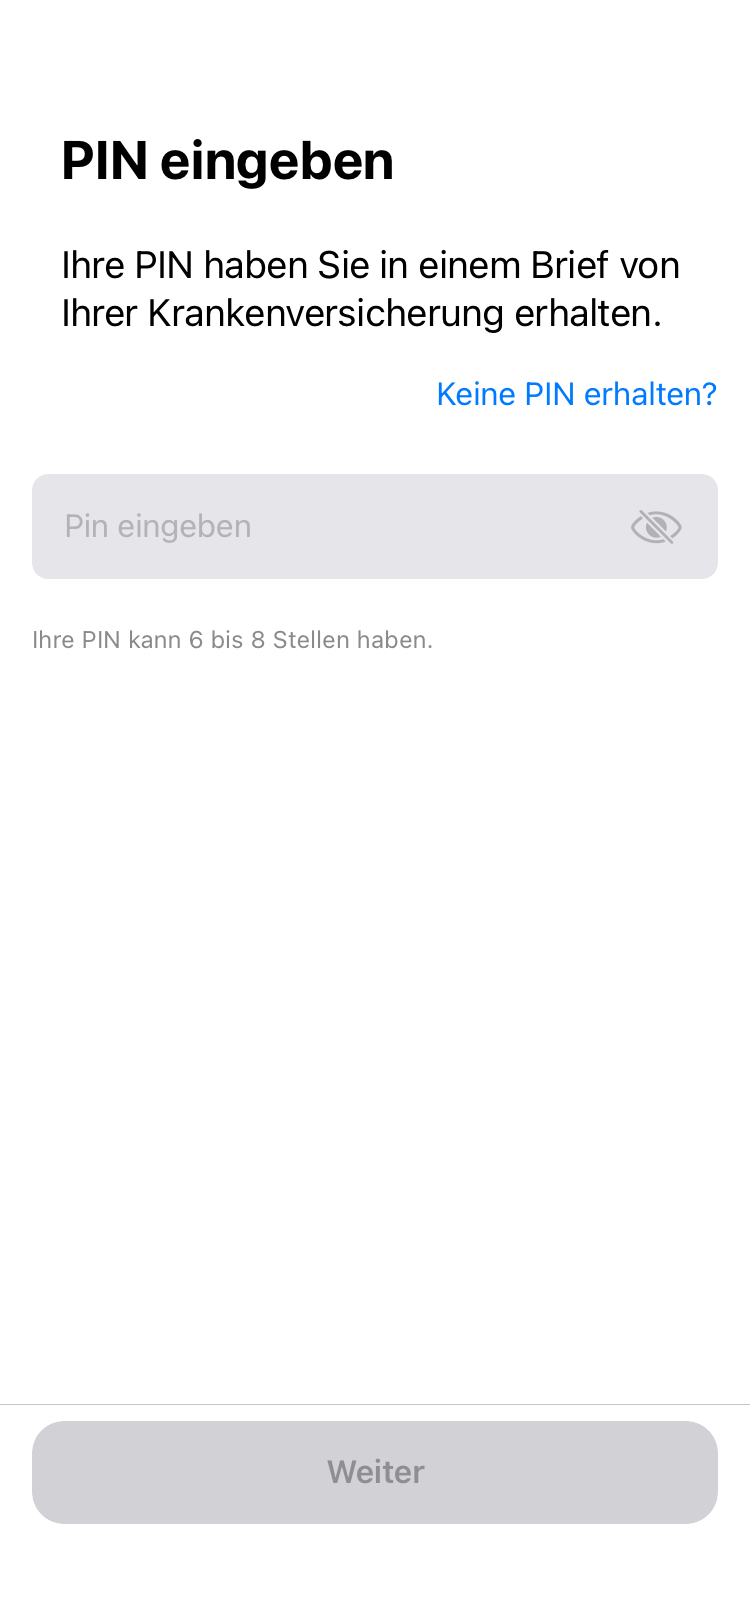 PIN eingeben
Ihre PIN haben Sie in einem Brief von
Ihrer Krankenversicherung erhalten.
Keine PIN erhalten?
Pin eingeben
Ihre PIN kann 6 bis 8 Stellen haben.
Weiter